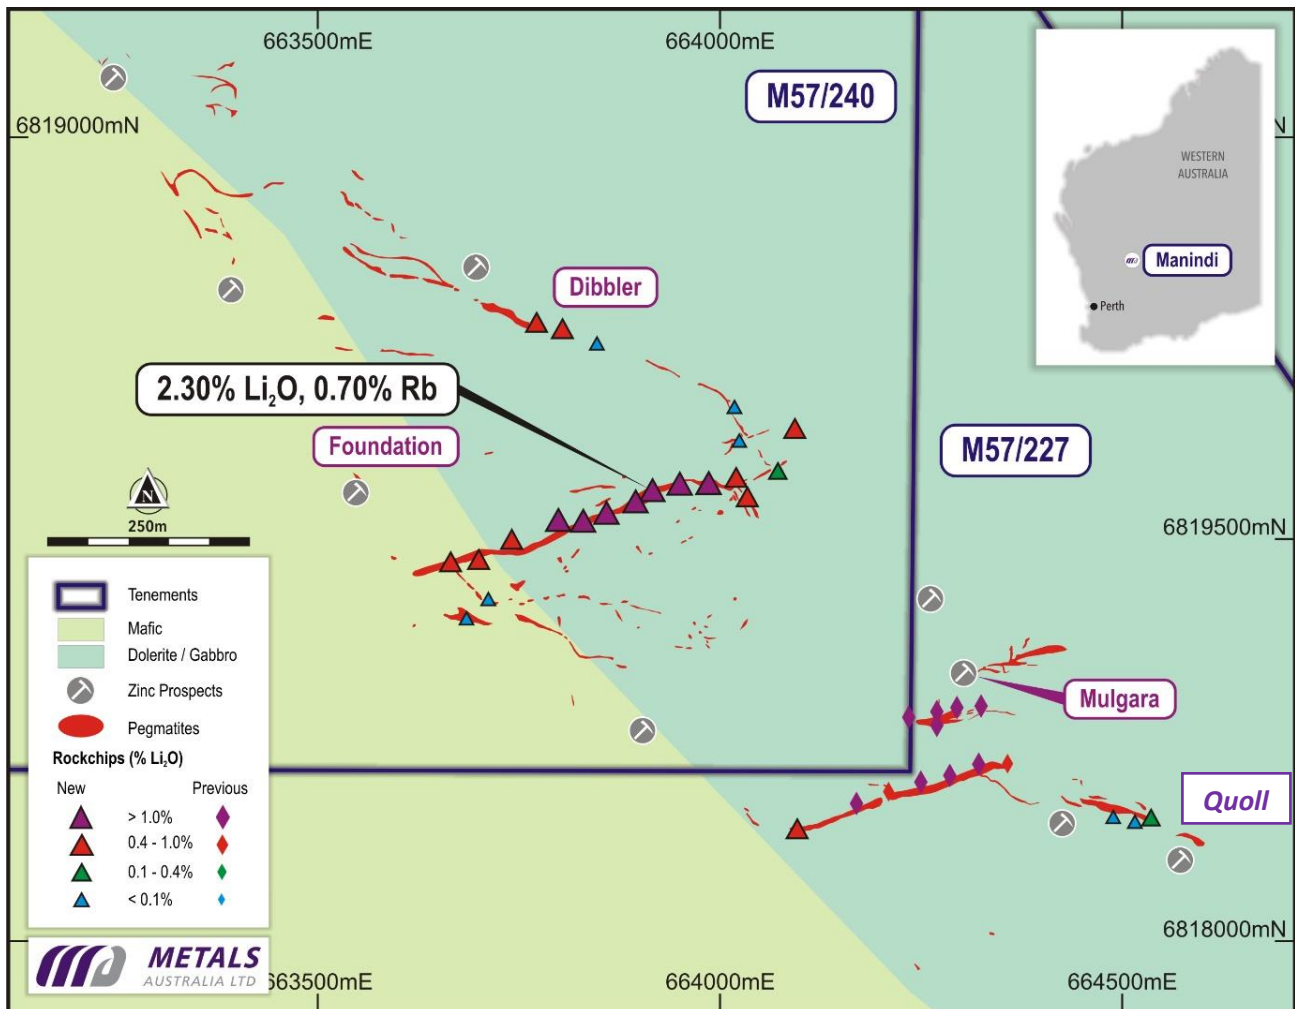 663500mE
664000mE
M57/240
6819000mN
N
WESTERN
AUSTRALIA
Manindi
Perth
Dibbler
2.30% Li₂O, 0.70% Rb
Foundation
M57/227
N
250m
6819500mN
Tenements
Mafic
Dolerite / Gabbro
Zinc Prospects
Pegmatites
Rockchips (% Li₂O)
New Previous
> 1.0%
0.4 - 1.0%
0.1 - 0.4%
< 0.1%
Mulgara
Quoll
6818000mN
METALS
AUSTRALIA LTD
63500mE
664000mE
664500mE